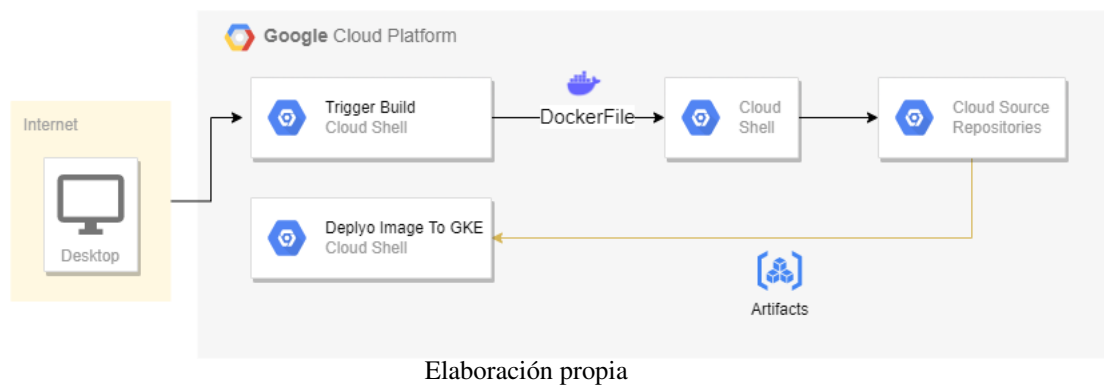 Google Cloud Platform
Internet
Desktop
Trigger Build
Cloud Shell
DockerFile
Cloud
Shell
Cloud Source
Repositories
Deplyo Image To GKE
Cloud Shell
Artifacts
Elaboración propia